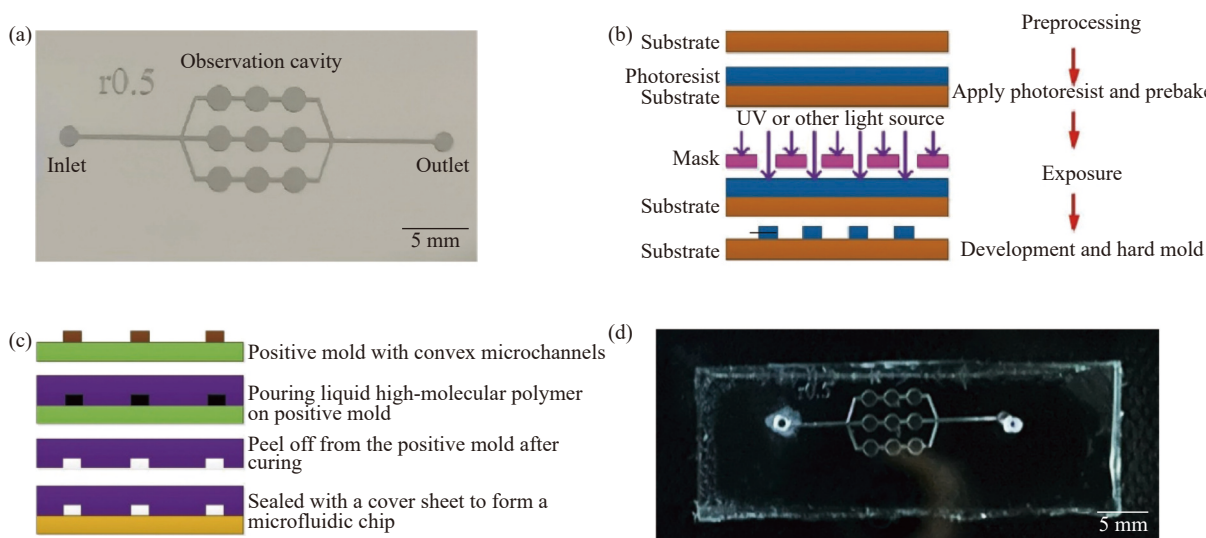 (a)
Observation cavity
r0.5
Inlet
Outlet
5 mm
(b)
Substrate
Preprocessing
Photoresist
Substrate
Apply photoresist and prebake
UV or other light source
Mask
Exposure
Substrate
Substrate
Development and hard mold
(c)
Positive mold with convex microchannels
Pouring liquid high-molecular polymer
on positive mold
Peel off from the positive mold after
curing
Sealed with a cover sheet to form a
microfluidic chip
(d)
r0.5
5 mm